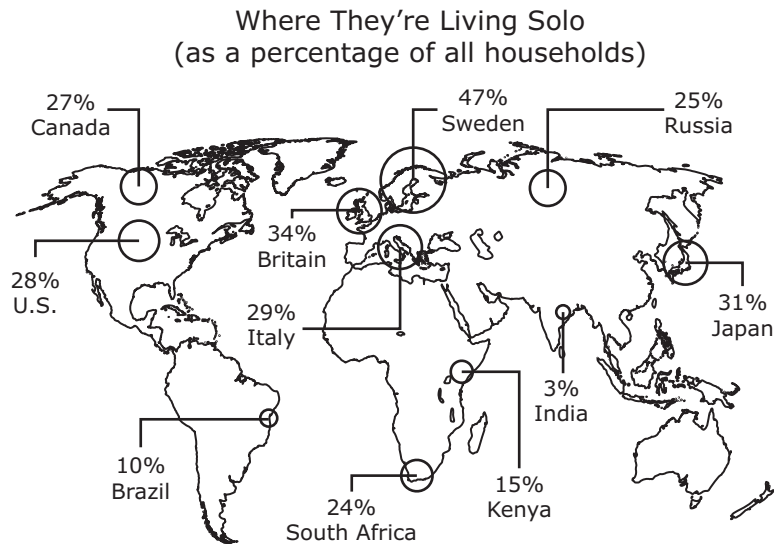 Where They're Living Solo
(as a percentage of all households)
27%
Canada
47%
Sweden
25%
Russia
34%
Britain
28%
U.S.
29%
Italy
31%
Japan
3%
India
10%
Brazil
24%
South Africa
15%
Kenya